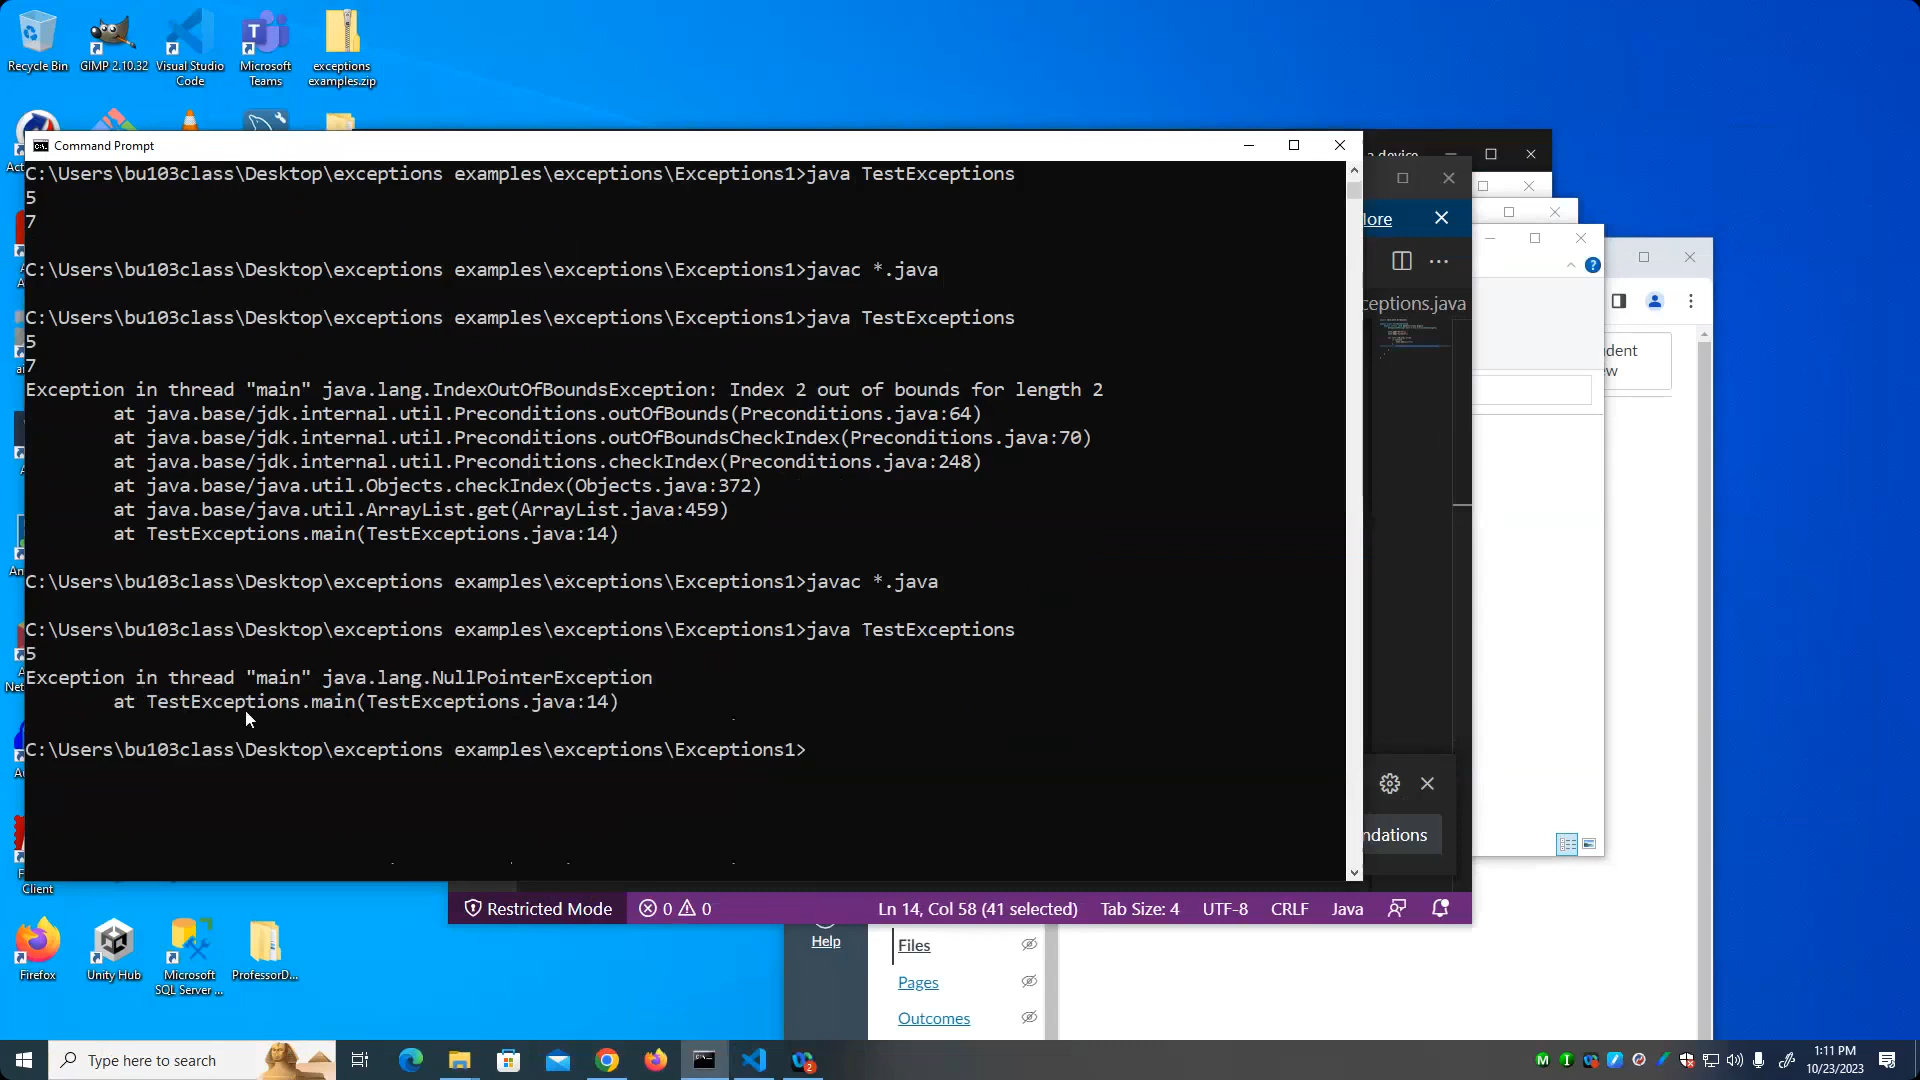 Recycle Bin
GIMP 2.10.32
Visual Studio
Code
Microsoft
Teams
exceptions
examples.zip
Command Prompt
C:\Users\bu103class\Desktop\exceptions examples\exceptions\Exceptions1>java TestExceptions
5
7
C:\Users\bu103class\Desktop\exceptions examples\exceptions\Exceptions1>javac *.java
C:\Users\bu103class\Desktop\exceptions examples\exceptions\Exceptions1>java TestExceptions
5
7
Exception in thread "main" java.lang.IndexOutOfBoundsException: Index 2 out of bounds for length 2
at java.base/jdk.internal.util.Preconditions.outOfBounds(Preconditions.java:64)
at java.base/jdk.internal.util.Preconditions.outOfBoundsCheckIndex(Preconditions.java:70)
at java.base/jdk.internal.util.Preconditions.checkIndex(Preconditions.java:248)
at java.base/java.util.Objects.checkIndex(Objects.java:372)
at java.base/java.util.ArrayList.get(ArrayList.java:459)
at TestExceptions.main(TestExceptions.java:14)
C:\Users\bu103class\Desktop\exceptions examples\exceptions\Exceptions1>javac *.java
C:\Users\bu103class\Desktop\exceptions examples\exceptions\Exceptions1>java TestExceptions
5
Exception in thread "main" java.lang.NullPointerException
at TestExceptions.main(TestExceptions.java:14)
C:\Users\bu103class\Desktop\exceptions examples\exceptions\Exceptions1>
a device
lore
ceptions.java
dent
w
ndations
Client
Restricted Mode
0 0
Ln 14, Col 58 (41 selected)
Tab Size: 4
UTF-8
CRLF
Java
Help
Files
Pages
Outcomes
Firefox
Unity Hub
Microsoft
SQL Server ...
ProfessorD...
Type here to search
2
1:11 PM
10/23/2023